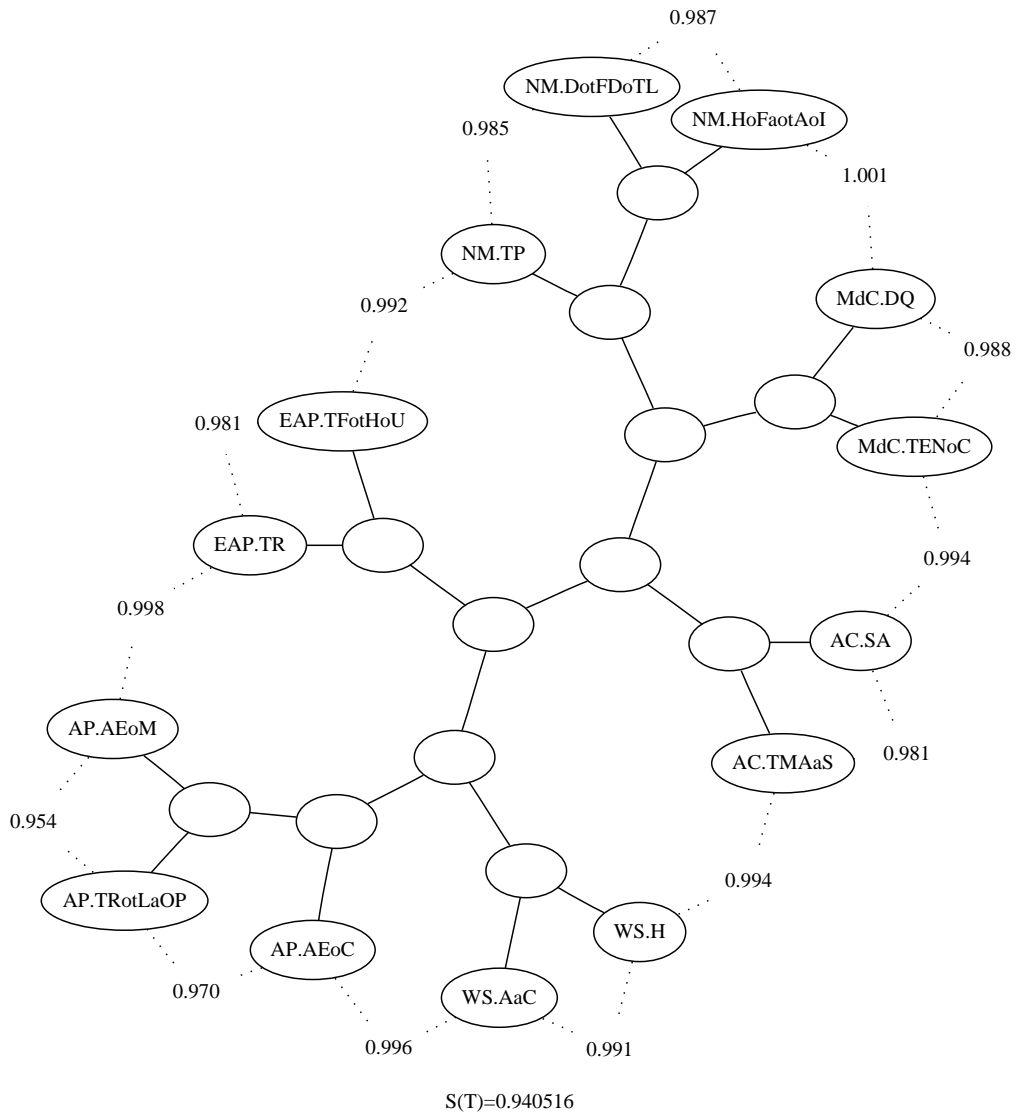 0.987
NM.DotFDoTL
NM.HoFaotAoI
0.985
1.001
NM.TP
MdC.DQ
0.992
0.988
EAP.TFotHoU
0.981
MdC.TENoC
EAP.TR
0.994
0.998
AC.SA
AP.AEoM
0.981
AC.TMAaS
0.954
0.994
AP.TRotLaOP
WS.H
AP.AEoC
0.970
WS.AaC
0.996
0.991
S(T)=0.940516